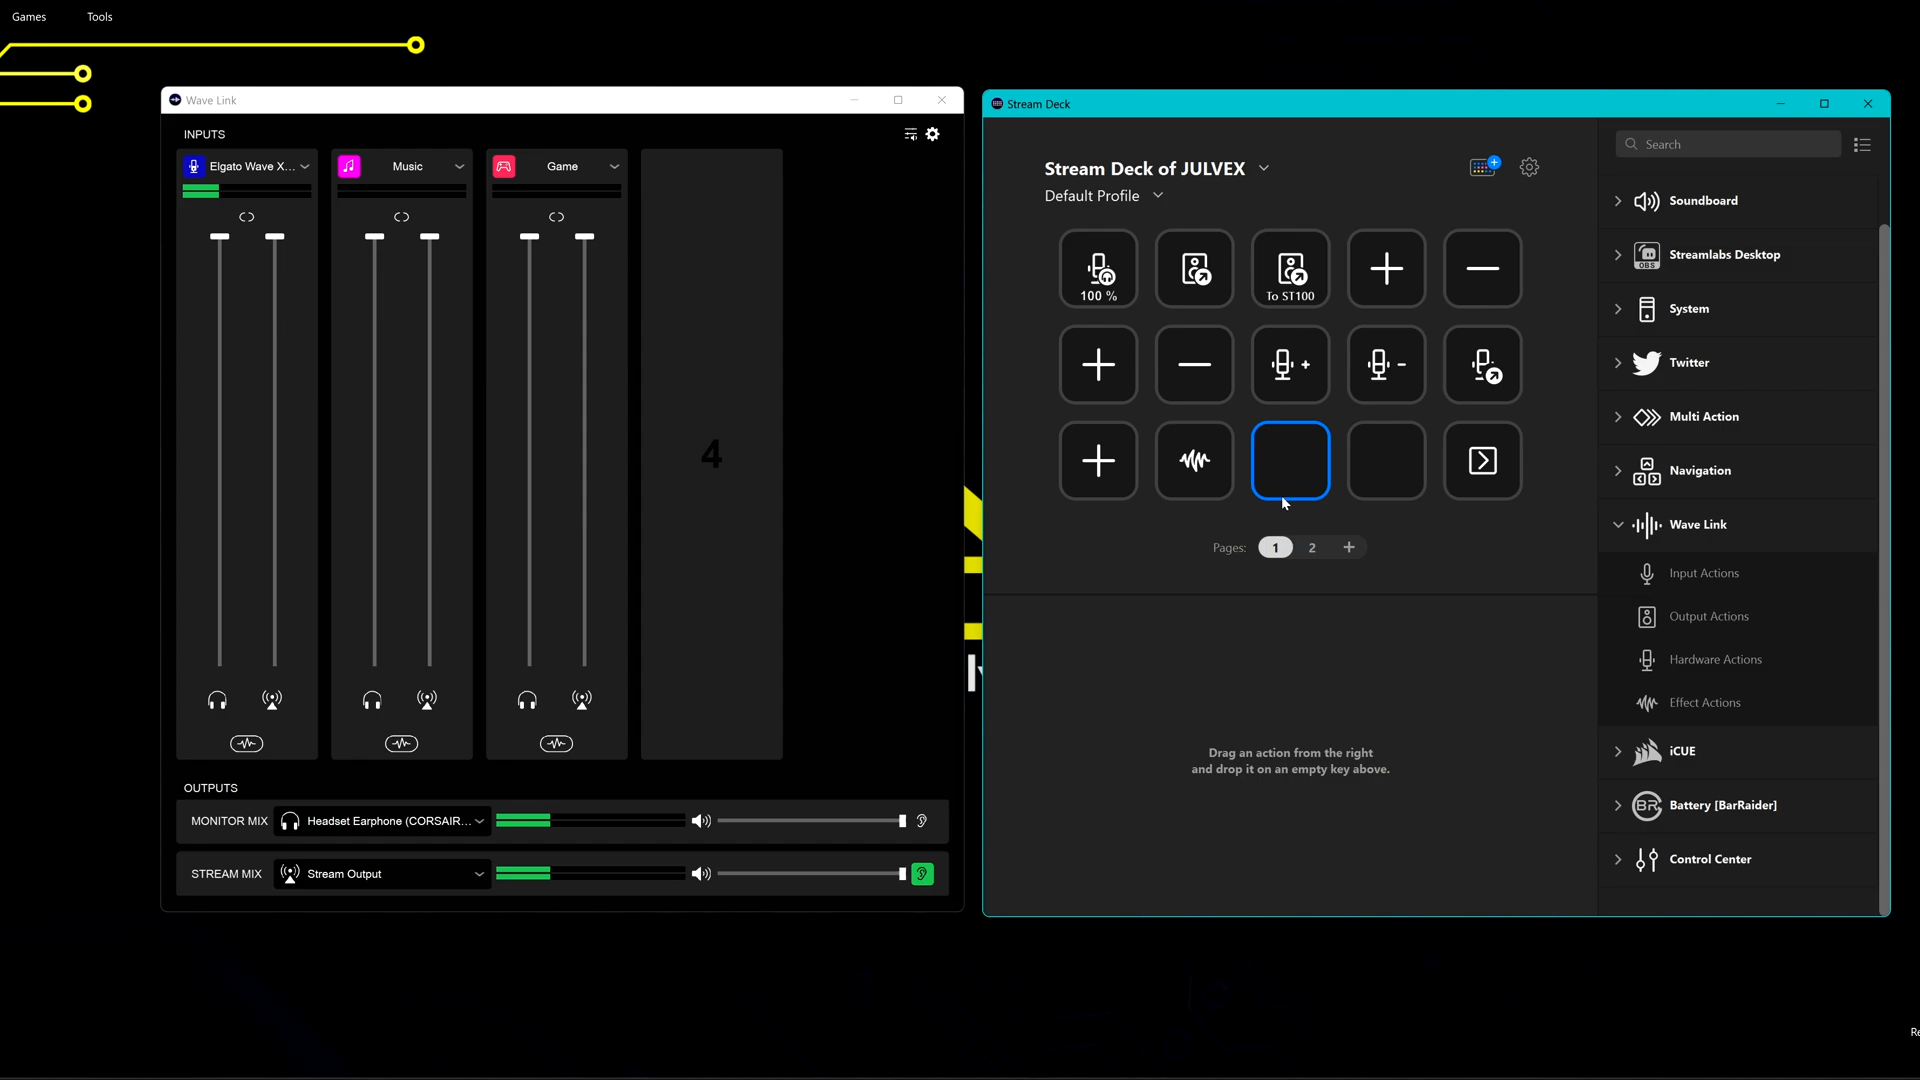 Games
Tools
Wave Link
INPUTS
Elgato Wave X...
Music
Game
4
OUTPUTS
MONITOR MIX
Headset Earphone (CORSAIR...
STREAM MIX
Stream Output
Stream Deck
Stream Deck of JULVEX
Default Profile
100 %
To ST100
Pages:
1
2
+
Drag an action from the right
and drop it on an empty key above.
Search
Soundboard
OBS
Streamlabs Desktop
System
Twitter
Multi Action
Navigation
Wave Link
Input Actions
Output Actions
Hardware Actions
Effect Actions
iCUE
BR
Battery [BarRaider]
Control Center
Re